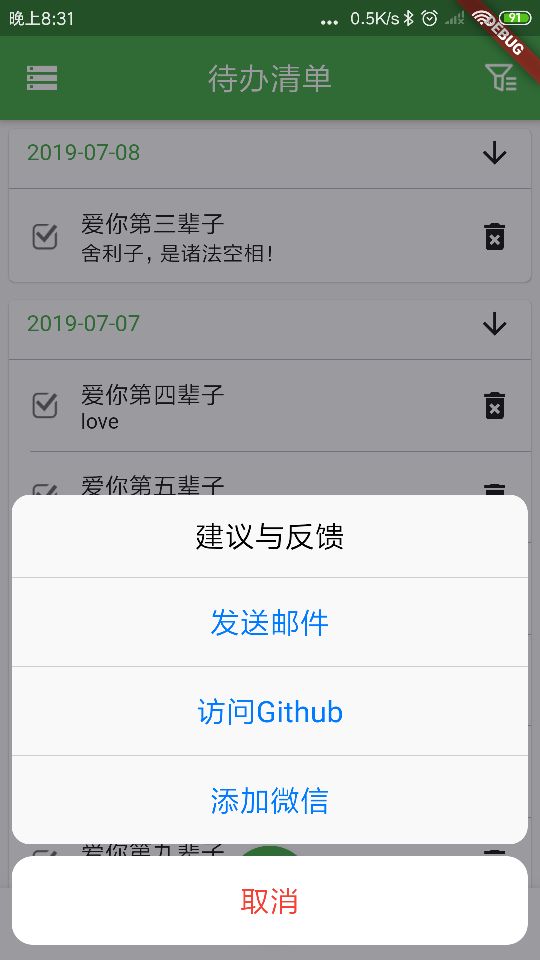 晚上8:31
... 0.5K/s 91
DEBUG
待办清单
2019-07-08
爱你第三辈子
舍利子，是诸法空相！
2019-07-07
爱你第四辈子
love
爱你第五辈子
建议与反馈
发送邮件
访问Github
添加微信
爱你第九辈子
取消